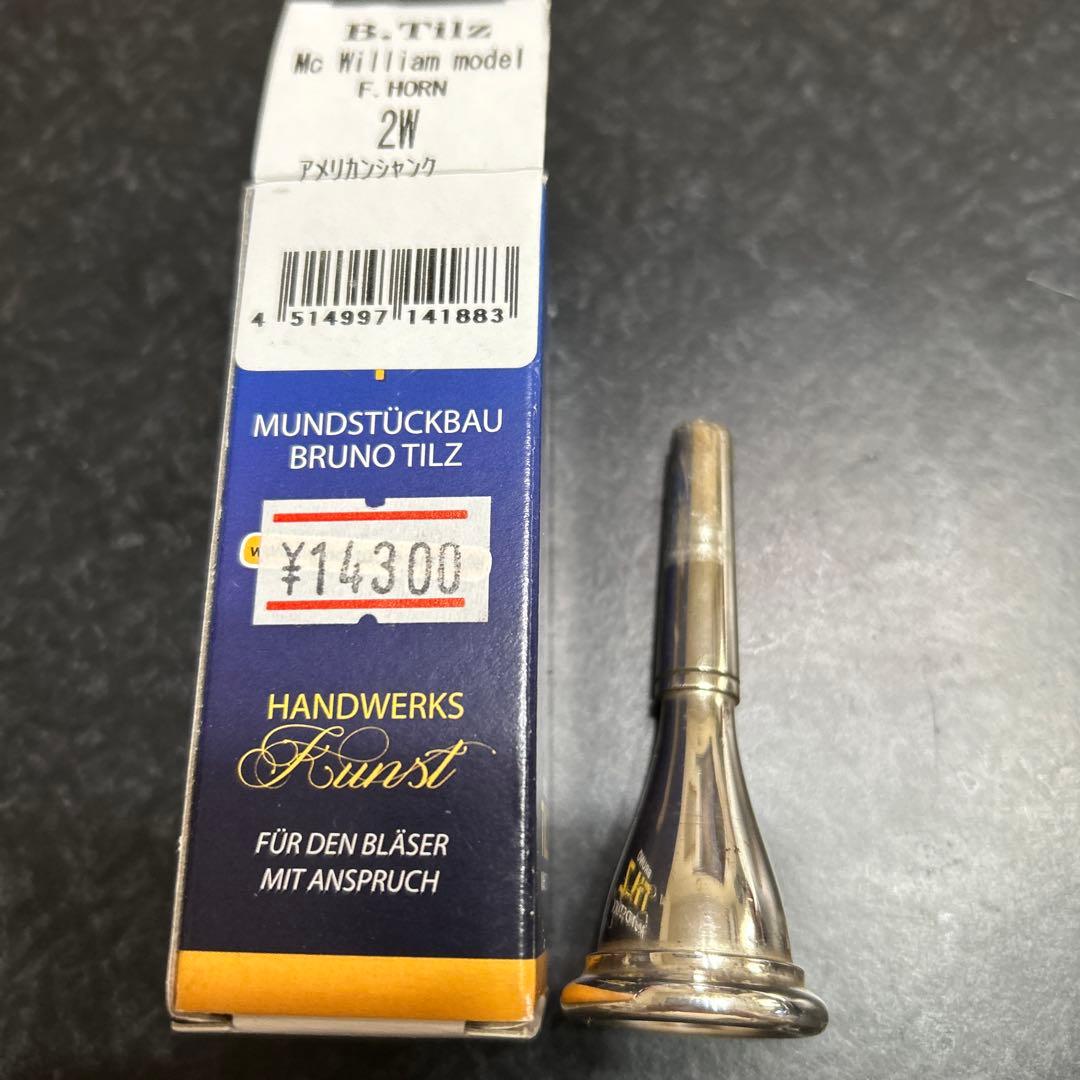 B.Tilz
Mc William model
F. HORN
2W
アメリカンシャンク
4 514997 141883
MUNDSTÜCKBAU
BRUNO TILZ
¥14300
HANDWERKS
Kunst
FÜR DEN BLÄSER
MIT ANSPRUCH